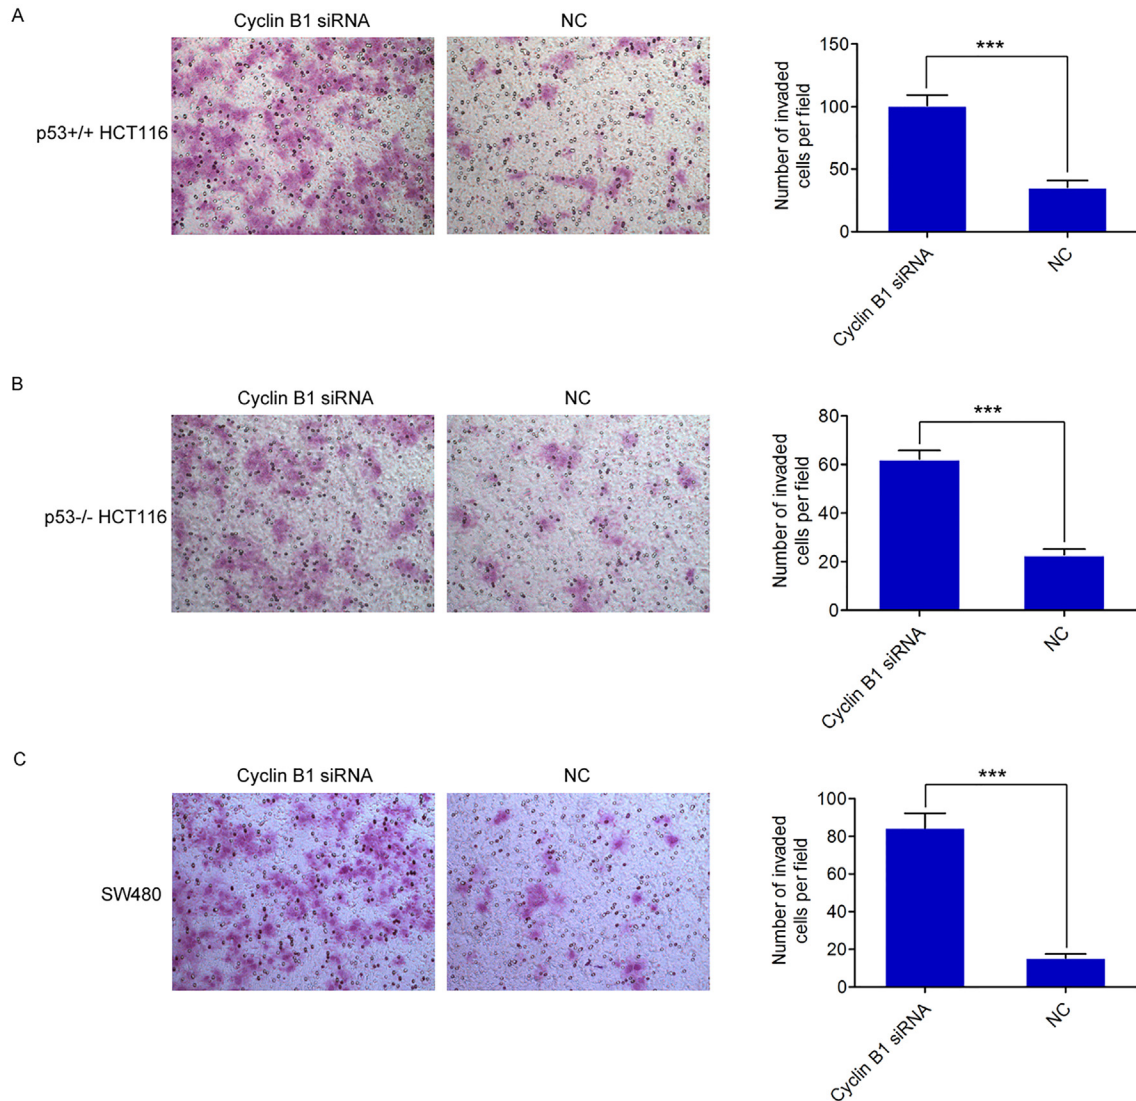 A
Cyclin B1 siRNA
NC
p53+/+ HCT116
Number of invaded
cells per field
150
100
50
0
***
Cyclin B1 siRNA
NC
B
Cyclin B1 siRNA
NC
p53-/- HCT116
Number of invaded
cells per field
80
60
40
20
0
***
Cyclin B1 siRNA
NC
C
Cyclin B1 siRNA
NC
SW480
Number of invaded
cells per field
100
80
60
40
20
0
***
Cyclin B1 siRNA
NC